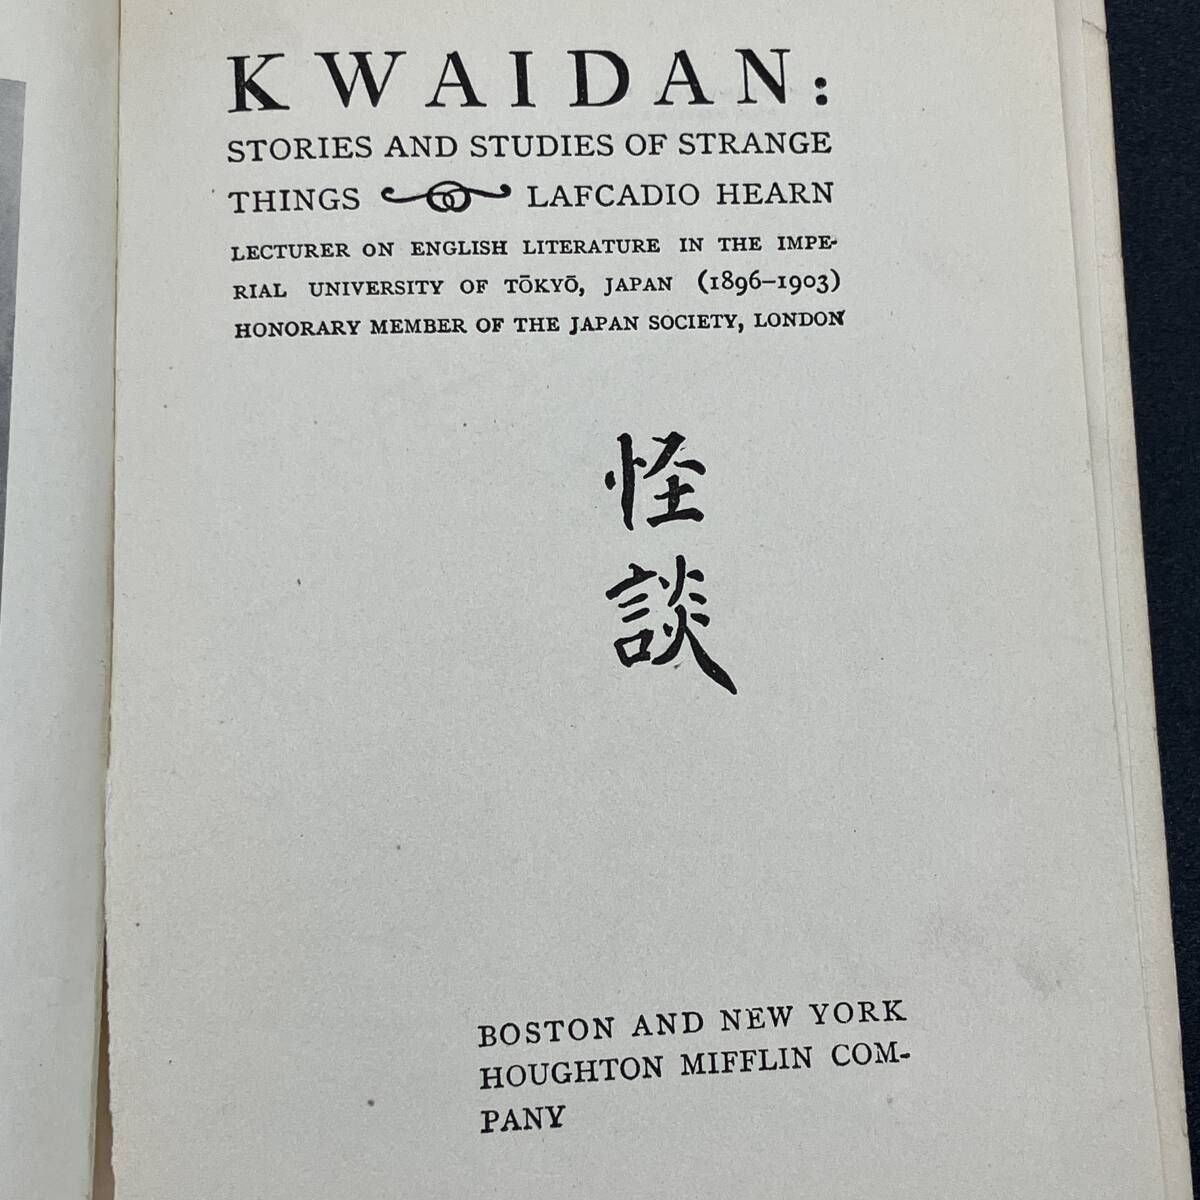 KWAIDAN:
STORIES AND STUDIES OF STRANGE
THINGS LAFCADIO HEARN
LECTURER ON ENGLISH LITERATURE IN THE IMPE-
RIAL UNIVERSITY OF TŌKYŌ, JAPAN (1896–1903)
HONORARY MEMBER OF THE JAPAN SOCIETY, LONDON
怪談
BOSTON AND NEW YORK
HOUGHTON MIFFLIN COM-
PANY